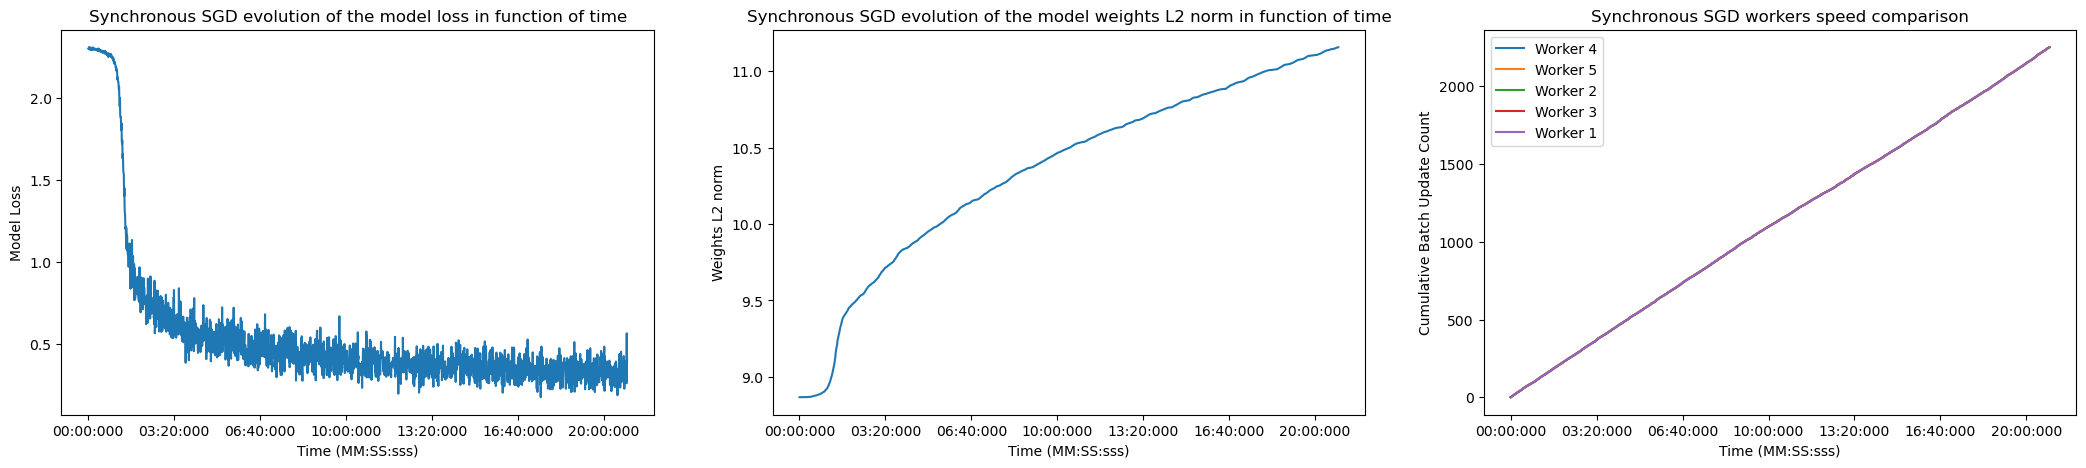 Synchronous SGD evolution of the model loss in function of time
Model Loss
2.0
1.5
1.0
0.5
00:00:000 03:20:000 06:40:000 10:00:000 13:20:000 16:40:000 20:00:000
Time (MM:SS:sss)
Synchronous SGD evolution of the model weights L2 norm in function of time
Weights L2 norm
11.0
10.5
10.0
9.5
9.0
00:00:000 03:20:000 06:40:000 10:00:000 13:20:000 16:40:000 20:00:000
Time (MM:SS:sss)
Synchronous SGD workers speed comparison
Worker 4
Worker 5
Worker 2
Worker 3
Worker 1
Cumulative Batch Update Count
2000
1500
1000
500
0
00:00:000 03:20:000 06:40:000 10:00:000 13:20:000 16:40:000 20:00:000
Time (MM:SS:sss)